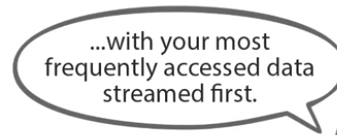 ...with your most
frequently accessed data
streamed first.